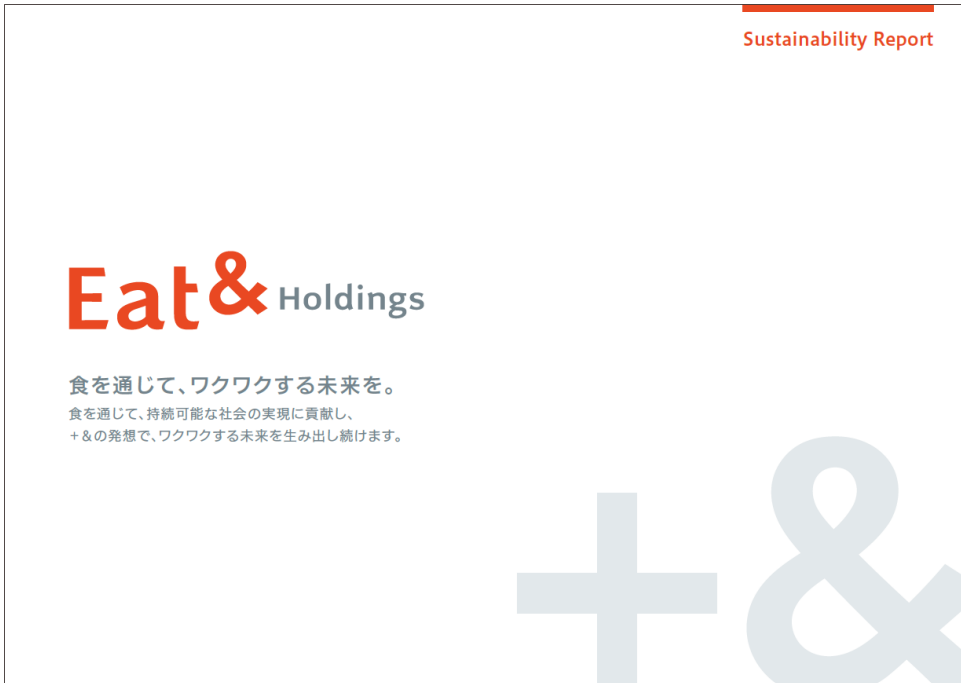 Sustainability Report
Eat& Holdings
食を通じて、ワクワクする未来を。
食を通じて、持続可能な社会の実現に貢献し、
+&の発想で、ワクワクする未来を生み出し続けます。
+&